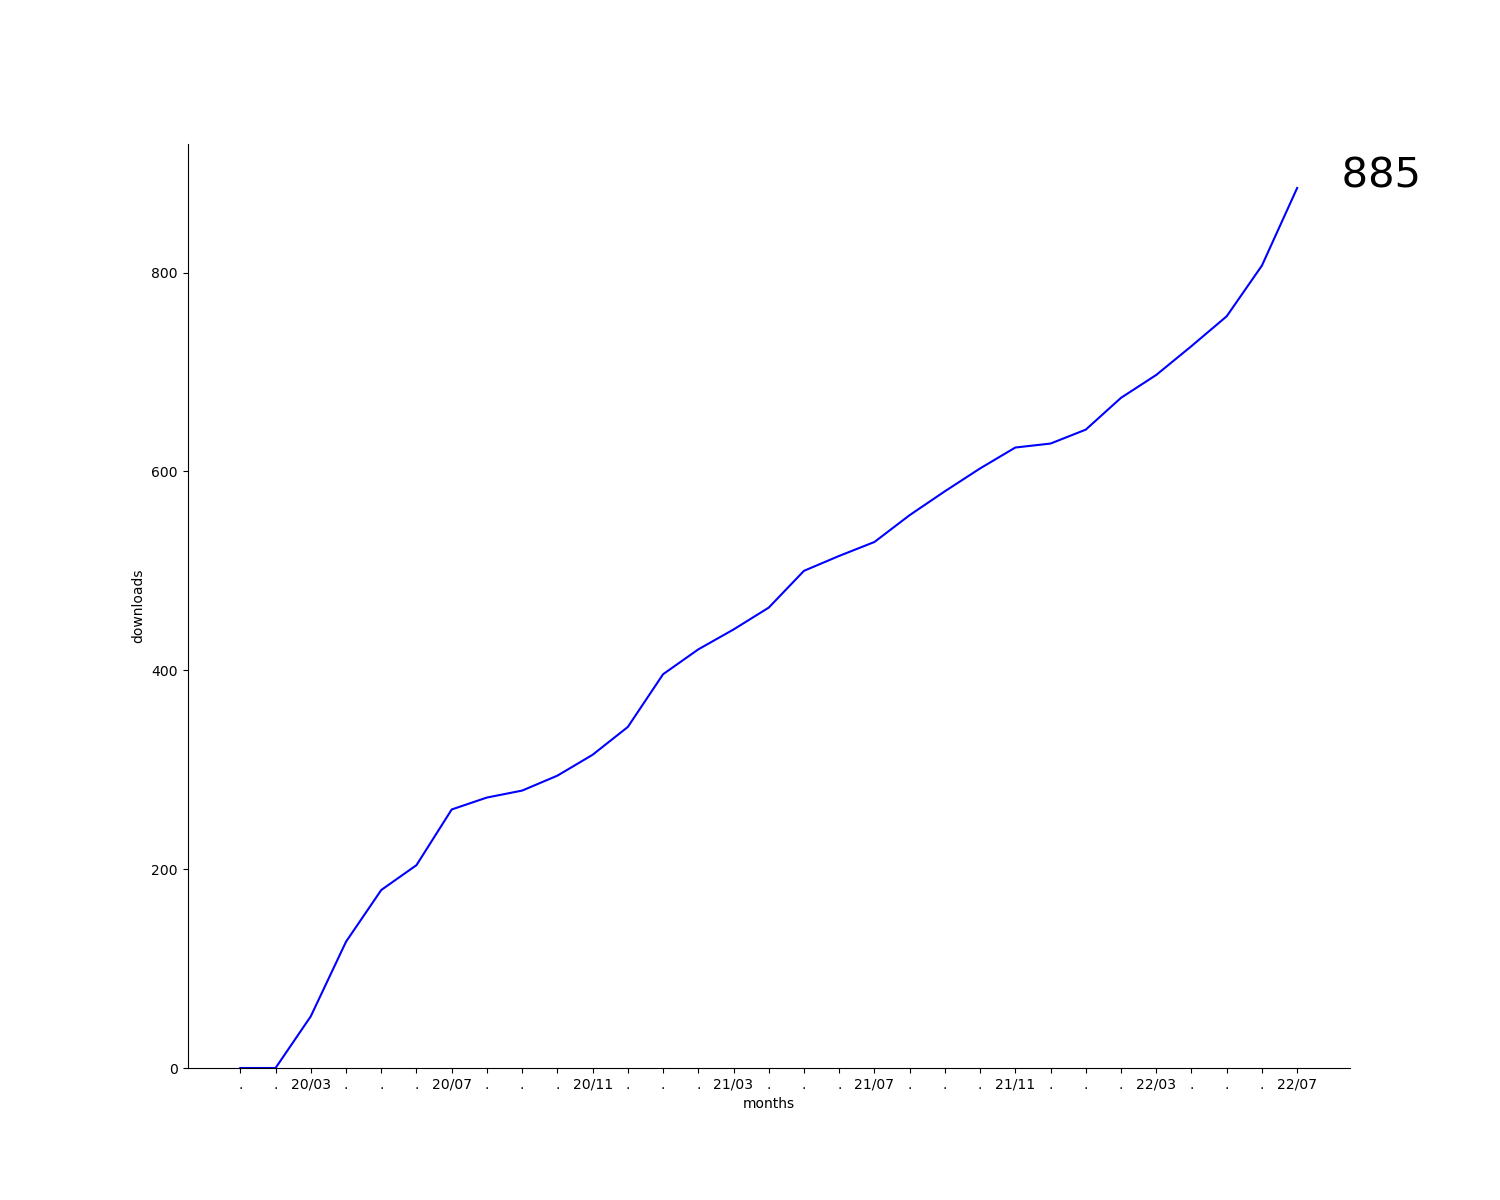 885
800
600
400
200
0
downloads
. . 20/03 . . . 20/07 . . . 20/11 . . . 21/03 . . . 21/07 . . . 21/11 . . . 22/03 . . . 22/07
months